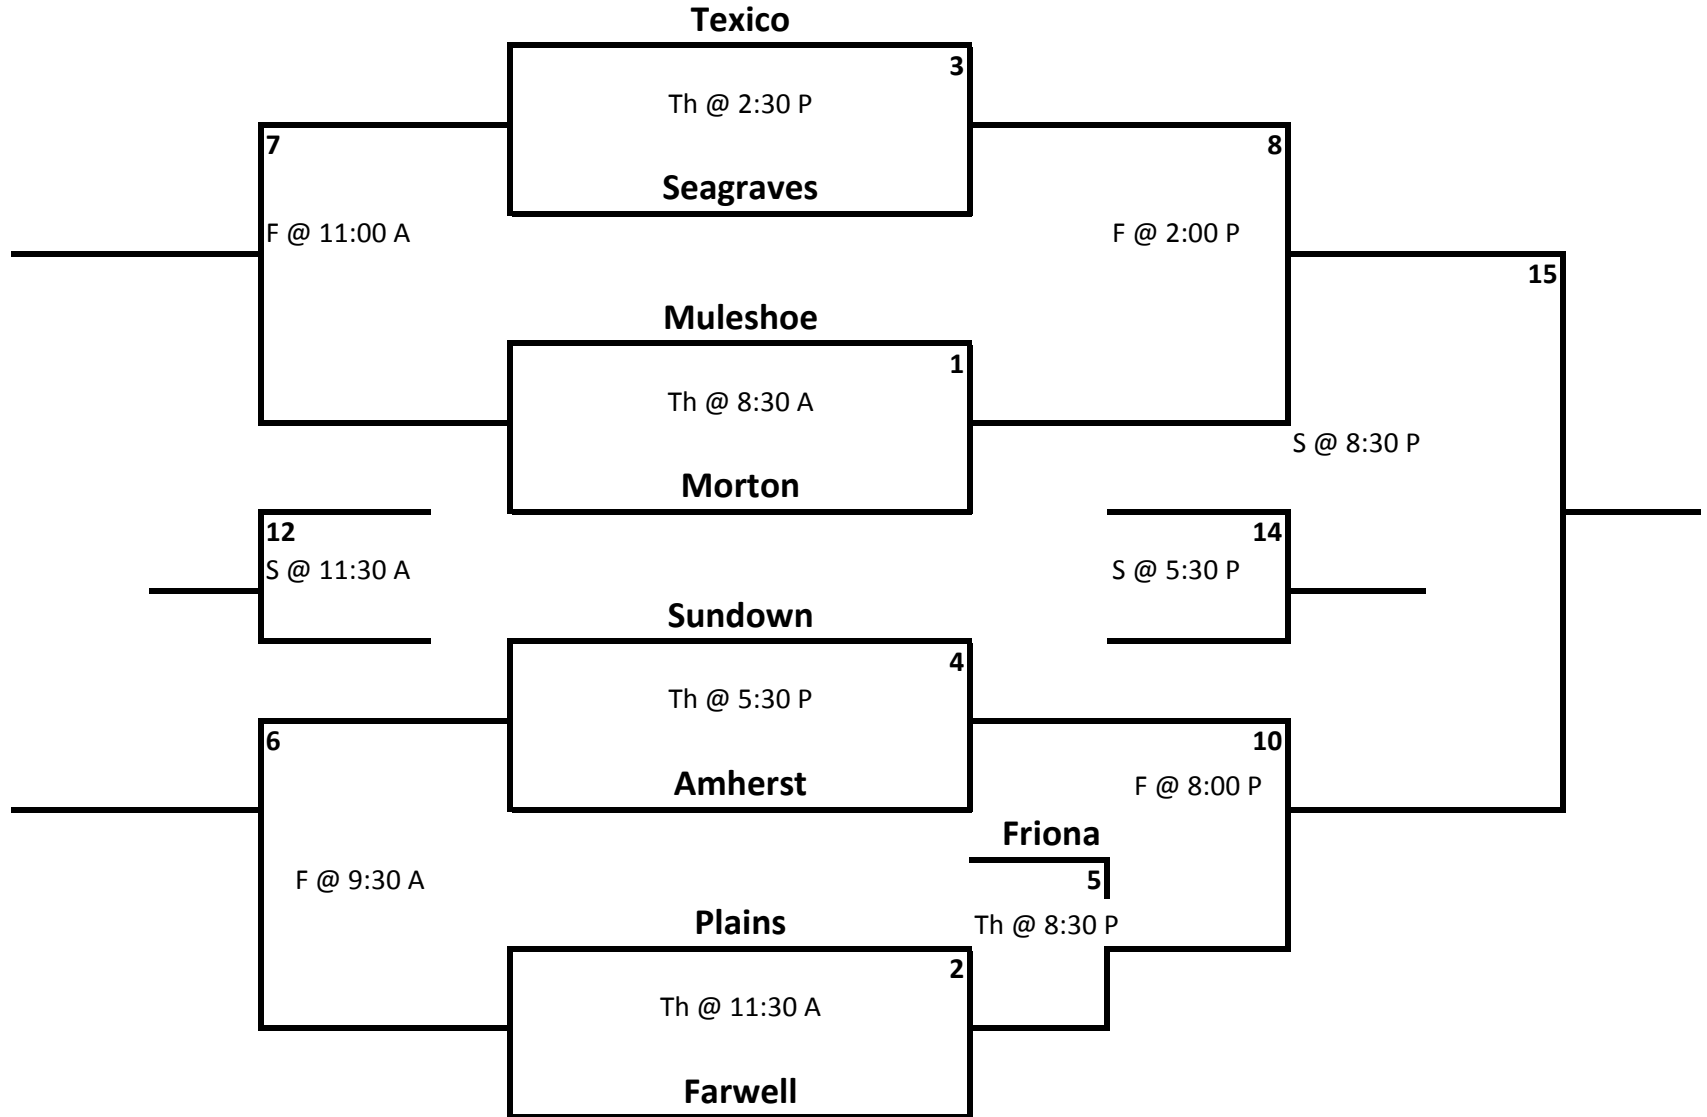 Texico
3
Th @ 2:30 P
7
8
Seagraves
F @ 11:00 A
F @ 2:00 P
15
Muleshoe
1
Th @ 8:30 A
S @ 8:30 P
Morton
12
14
S @ 11:30 A
S @ 5:30 P
Sundown
4
Th @ 5:30 P
6
10
Amherst
F @ 8:00 P
Friona
F @ 9:30 A
5
Plains
Th @ 8:30 P
2
Th @ 11:30 A
Farwell